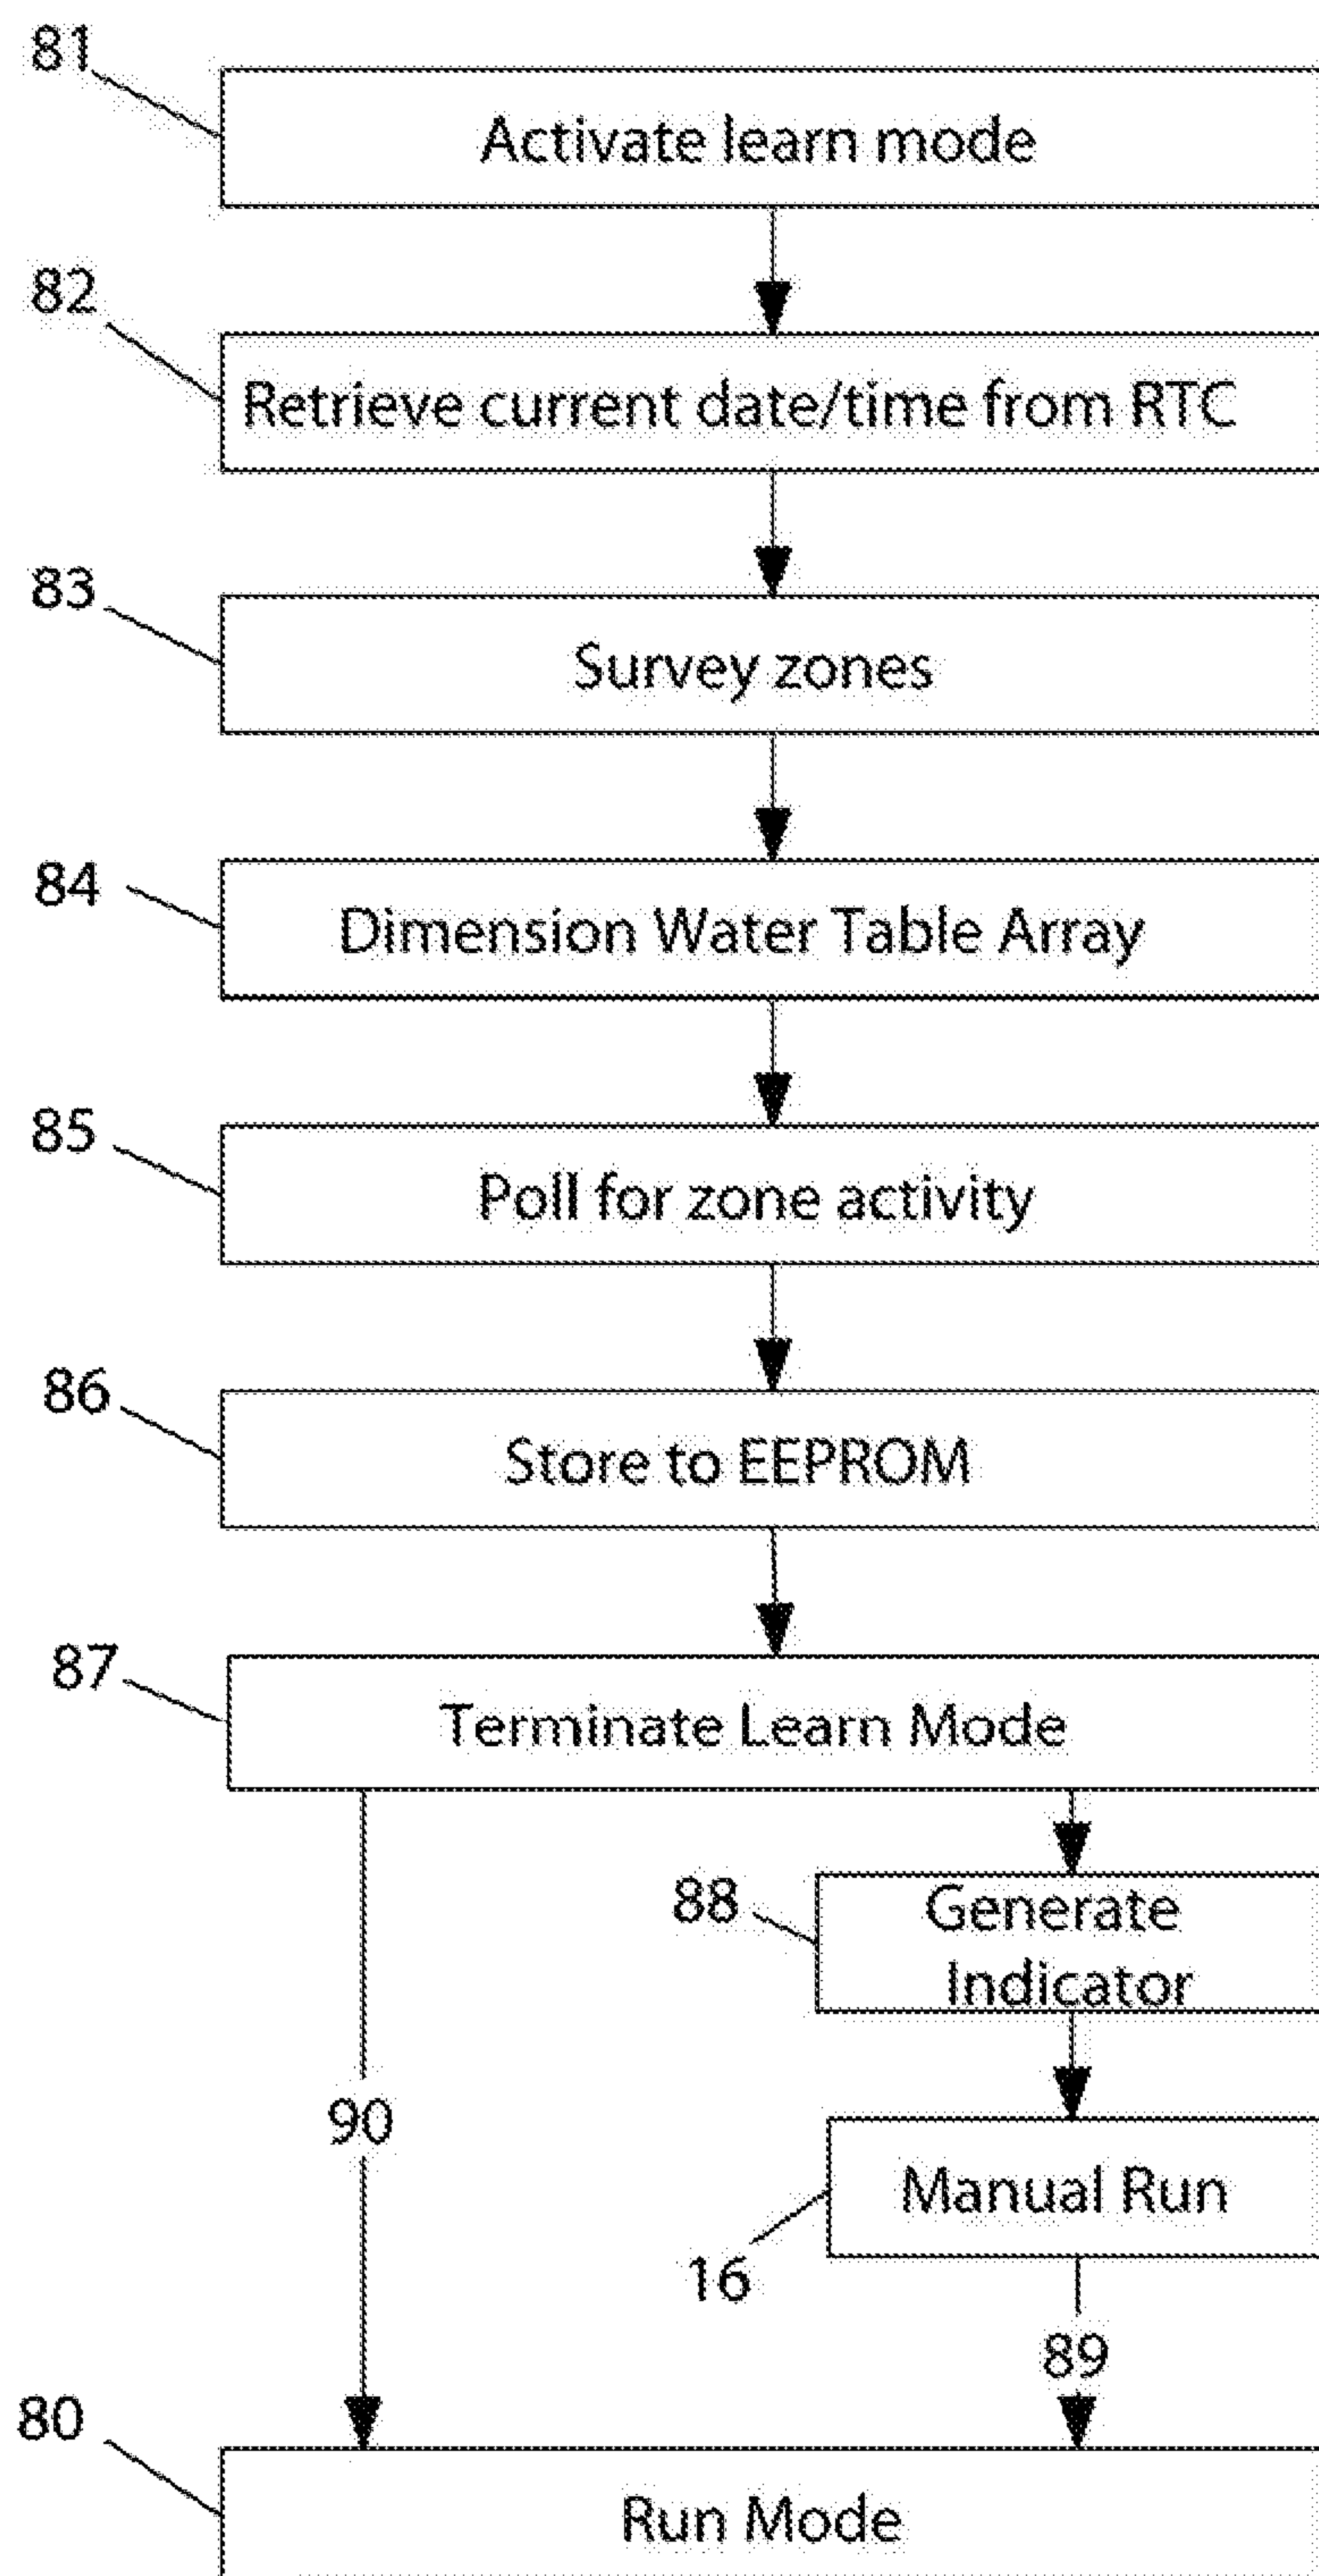 81
Activate learn mode
82
Retrieve current date/time from RTC
83
Survey zones
84
Dimension Water Table Array
85
Poll for zone activity
86
Store to EEPROM
87
Terminate Learn Mode
88
Generate
Indicator
90
Manual Run
16
89
80
Run Mode